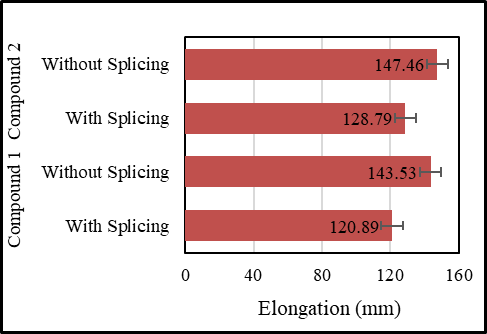 Compound 2
Without Splicing
147.46
With Splicing
128.79
Compound 1
Without Splicing
143.53
With Splicing
120.89
0 40 80 120 160
Elongation (mm)